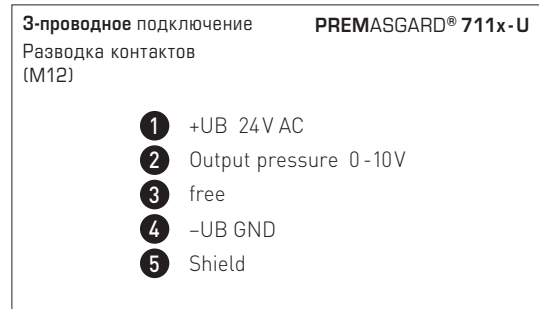 3-проводное подключение PREMASGARD® 711x-U
Разводка контактов
(M12)
1 +UB 24V AC
2 Output pressure 0-10V
3 free
4 –UB GND
5 Shield